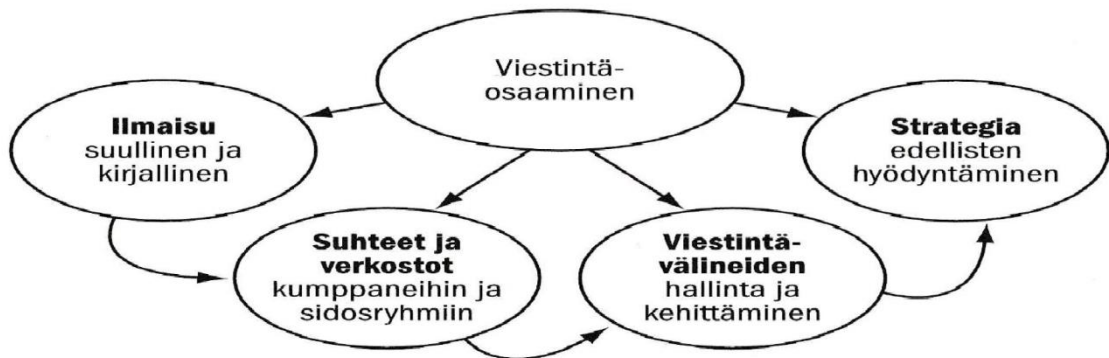 Viestintä-
osaaminen
Ilmaisu
suullinen ja
kirjallinen
Suhteet ja
verkostot
kumppaneihin ja
sidosryhmiin
Viestintä-
välineiden
hallinta ja
kehittäminen
Strategia
edellisten
hyödyntäminen